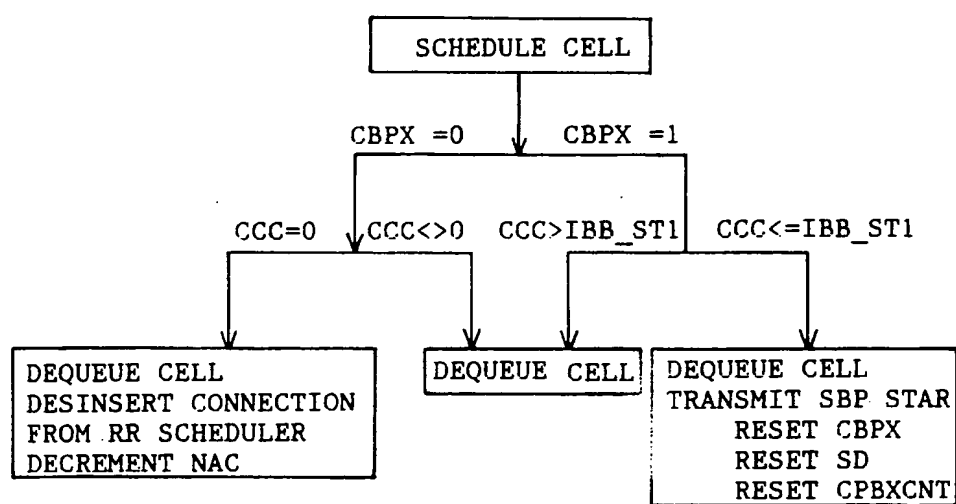 SCHEDULE CELL
CBPX =0
CBPX =1
CCC=0
CCC<>0
CCC>IBB_ST1
CCC<=IBB_ST1
DEQUEUE CELL
DESINSERT CONNECTION
FROM RR SCHEDULER
DECREMENT NAC
DEQUEUE CELL
DEQUEUE CELL
TRANSMIT SBP STAR
RESET CBPX
RESET SD
RESET CPBXCNT